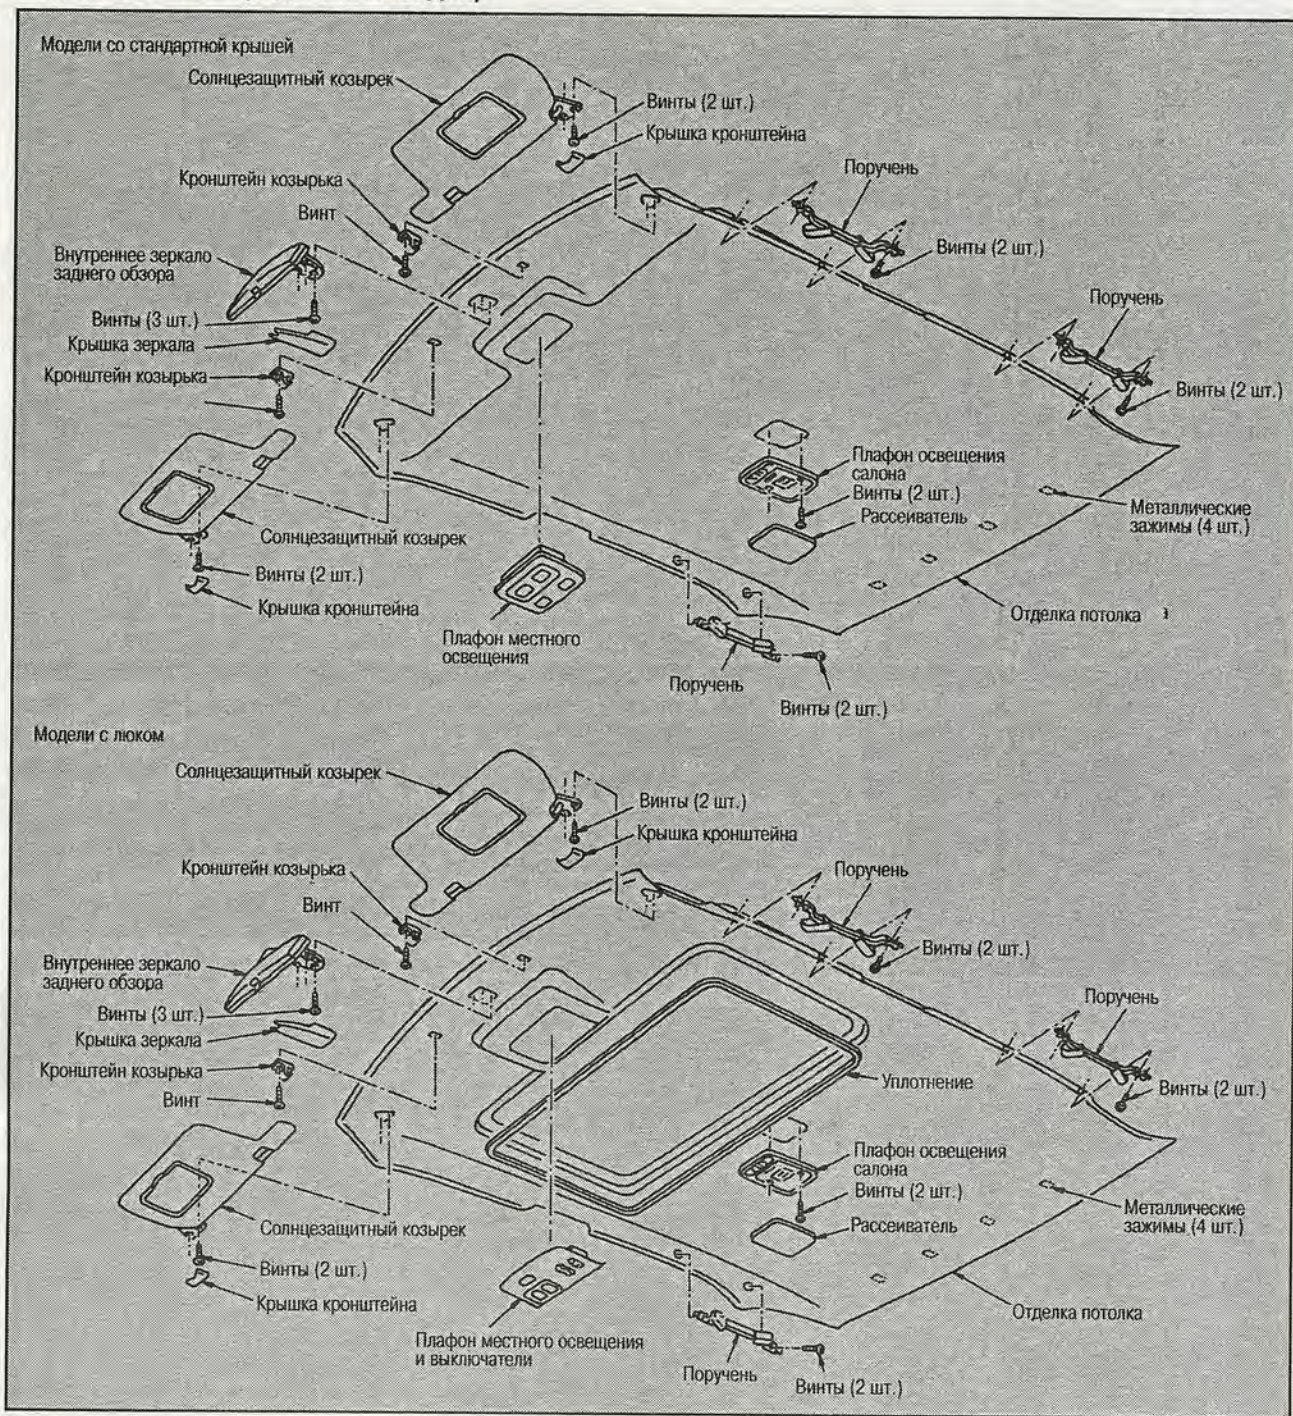 Модели со стандартной крышей
Солнцезащитный козырек
Винты (2 шт.)
Крышка кронштейна
Поручень
Кронштейн козырька
Винт
Винты (2 шт.)
Внутреннее зеркало
заднего обзора
Поручень
Винты (3 шт.)
Крышка зеркала
Кронштейн козырька
Винты (2 шт.)
Плафон освещения
салона
Винты (2 шт.)
Рассеиватель
Металлические
зажимы (4 шт.)
Солнцезащитный козырек
Винты (2 шт.)
Крышка кронштейна
Отделка потолка
Плафон местного
освещения
Поручень
Винты (2 шт.)
Модели с люком
Солнцезащитный козырек
Винты (2 шт.)
Крышка кронштейна
Кронштейн козырька
Поручень
Винт
Винты (2 шт.)
Внутреннее зеркало
заднего обзора
Поручень
Винты (3 шт.)
Крышка зеркала
Кронштейн козырька
Уплотнение
Винты (2 шт.)
Винт
Плафон освещения
салона
Винты (2 шт.)
Рассеиватель
Металлические
зажимы (4 шт.)
Солнцезащитный козырек
Винты (2 шт.)
Крышка кронштейна
Отделка потолка
Плафон местного освещения
и выключатели
Поручень
Винты (2 шт.)